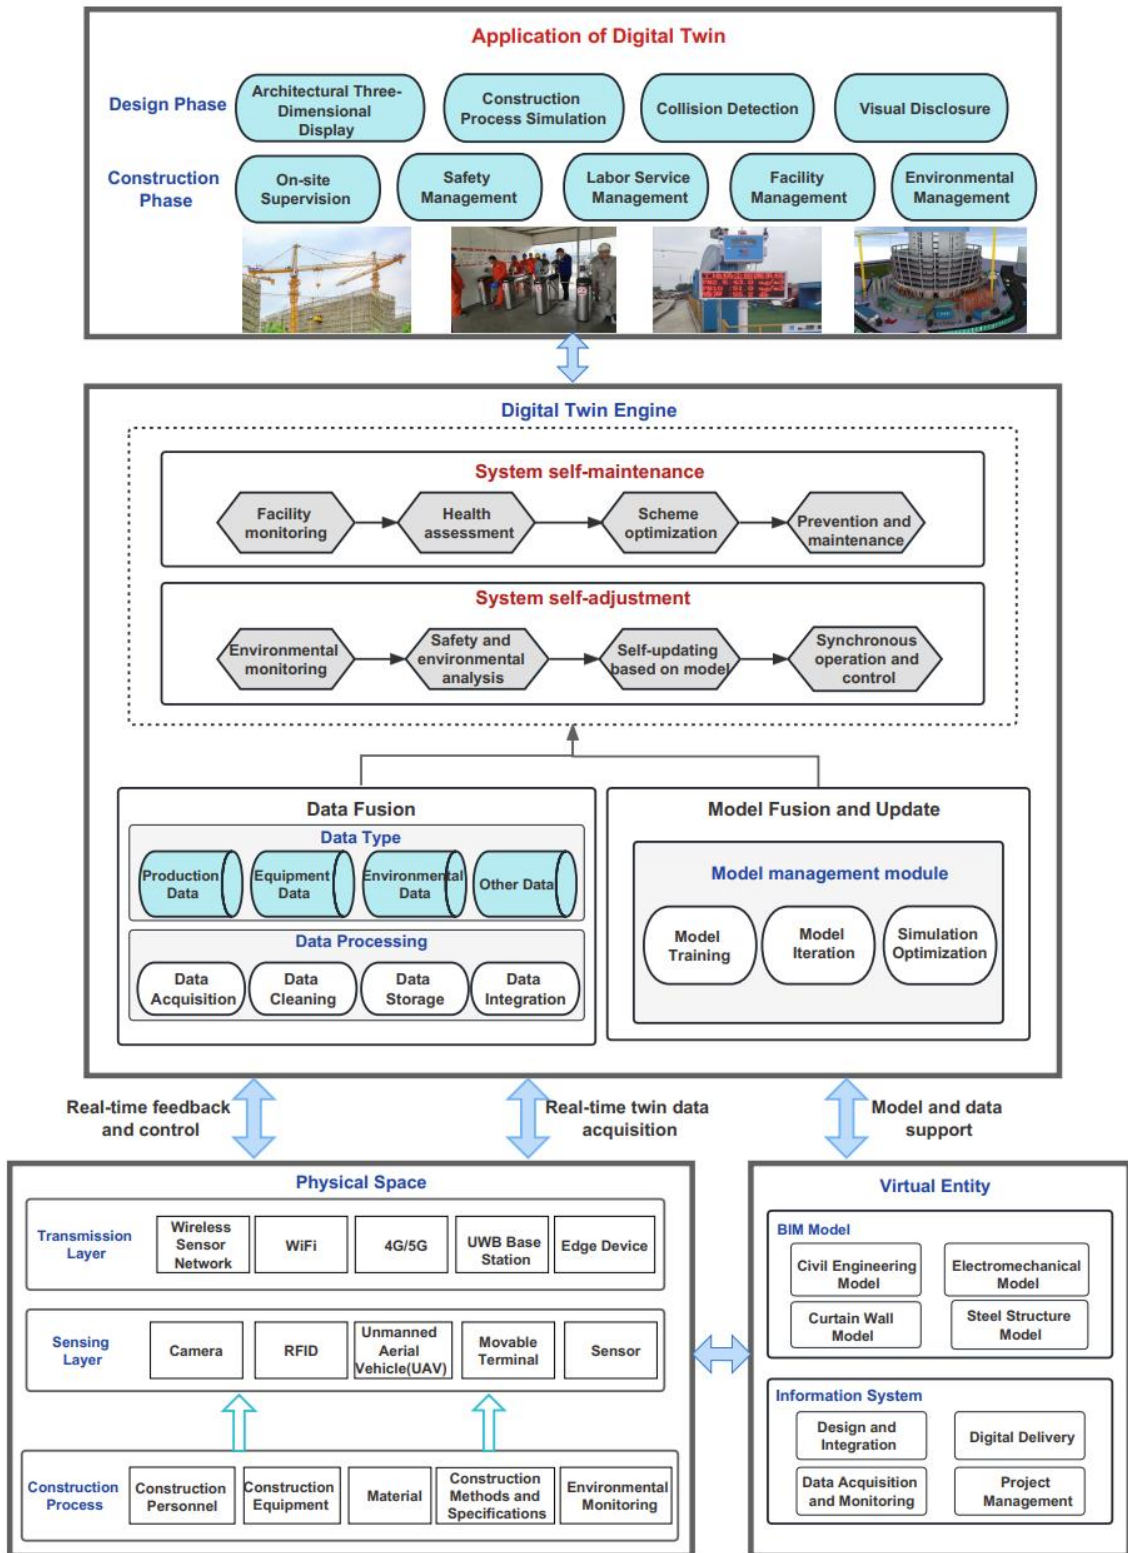 Application of Digital Twin
Design Phase
Architectural Three-
Dimensional
Display
Construction
Process Simulation
Collision Detection
Visual Disclosure
Construction
Phase
On-site
Supervision
Safety
Management
Labor Service
Management
Facility
Management
Environmental
Management
Digital Twin Engine
System self-maintenance
Facility
monitoring
Health
assessment
Scheme
optimization
Prevention and
maintenance
System self-adjustment
Environmental
monitoring
Safety and
environmental
analysis
Self-updating
based on model
Synchronous
operation and
control
Data Fusion
Data Type
Production
Data
Equipment
Data
Environmental
Data
Other Data
Data Processing
Data
Acquisition
Data
Cleaning
Data
Storage
Data
Integration
Model Fusion and Update
Model management module
Model
Training
Model
Iteration
Simulation
Optimization
Real-time feedback
and control
Real-time twin data
acquisition
Model and data
support
Physical Space
Transmission
Layer
Wireless
Sensor
Network
WiFi
4G/5G
UWB Base
Station
Edge Device
Sensing
Layer
Camera
RFID
Unmanned
Aerial
Vehicle(UAV)
Movable
Terminal
Sensor
Construction
Process
Construction
Personnel
Construction
Equipment
Material
Construction
Methods and
Specifications
Environmental
Monitoring
Virtual Entity
BIM Model
Civil Engineering
Model
Electromechanical
Model
Curtain Wall
Model
Steel Structure
Model
Information System
Design and
Integration
Digital Delivery
Data Acquisition
and Monitoring
Project
Management